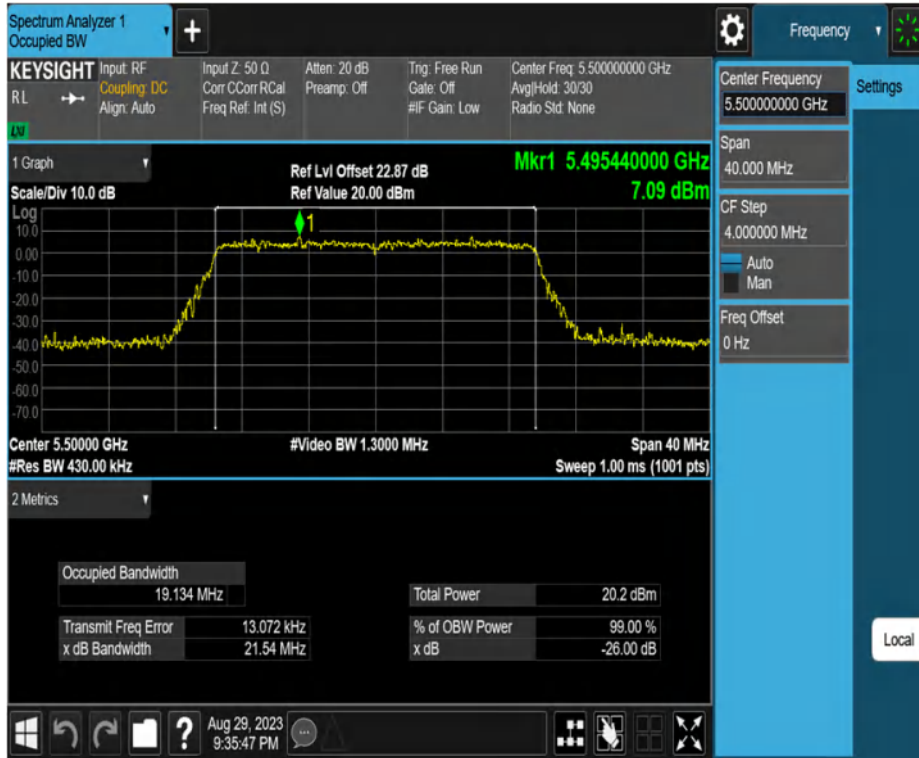 Spectrum Analyzer 1
Occupied BW
+
Frequency
KEYSIGHT
RL
LXI
Input: RF
Coupling: DC
Align: Auto
Input Z: 50 Ω
Corr CCorr RCal
Freq Ref: Int (S)
Atten: 20 dB
Preamp: Off
Trig: Free Run
Gate: Off
#IF Gain: Low
Center Freq: 5.500000000 GHz
Avg|Hold: 30/30
Radio Std: None
Center Frequency
5.500000000 GHz
Settings
Span
40.000 MHz
CF Step
4.000000 MHz
Auto
Man
Freq Offset
0 Hz
1 Graph
Scale/Div 10.0 dB
Ref Lvl Offset 22.87 dB
Ref Value 20.00 dBm
Mkr1 5.495440000 GHz
7.09 dBm
Log
1
10.0
0.00
-10.0
-20.0
-30.0
-40.0
-50.0
-60.0
-70.0
Center 5.50000 GHz
#Video BW 1.3000 MHz
Span 40 MHz
#Res BW 430.00 kHz
Sweep 1.00 ms (1001 pts)
2 Metrics
Occupied Bandwidth
19.134 MHz
Total Power 20.2 dBm
Transmit Freq Error 13.072 kHz
% of OBW Power 99.00 %
x dB Bandwidth 21.54 MHz
x dB -26.00 dB
Local
?
Aug 29, 2023
9:35:47 PM